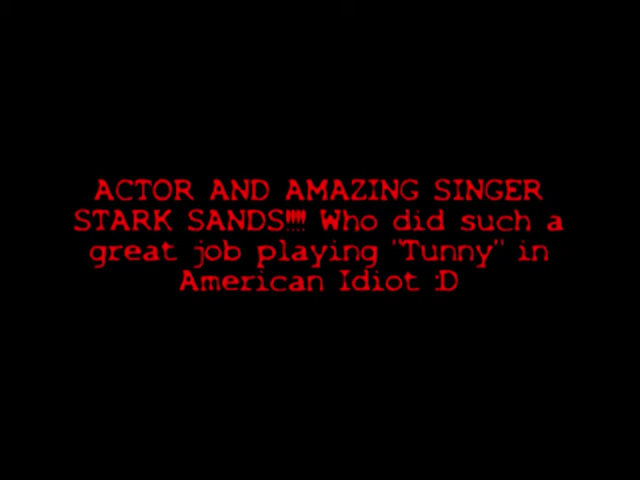 ACTOR AND AMAZING SINGER
STARK SANDS!!!! Who did such a
great job playing "Tunny" in
American Idiot :D